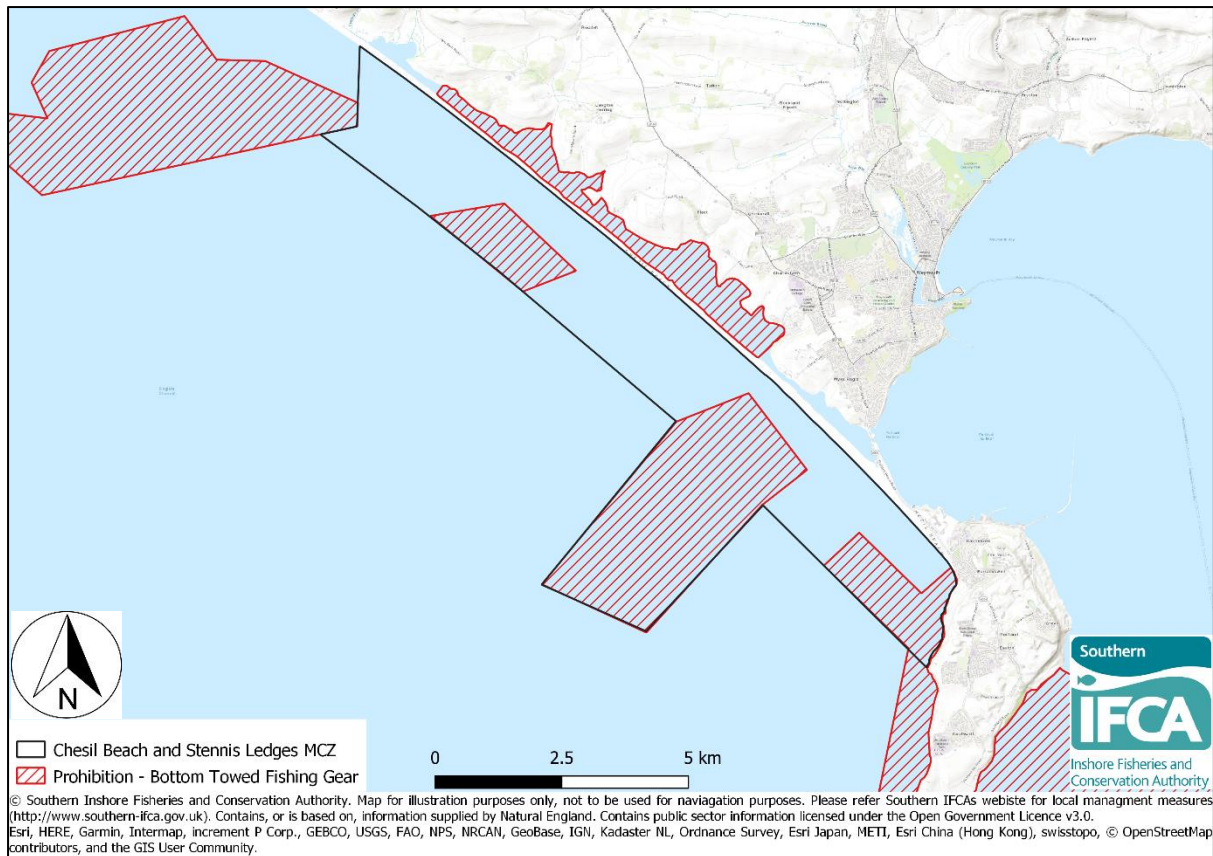 Weymouth
Wyke Regis
Southern
IFCA
Inshore Fisheries and
Conservation Authority
N
Chesil Beach and Stennis Ledges MCZ
Prohibition - Bottom Towed Fishing Gear
0 2.5 5 km
© Southern Inshore Fisheries and Conservation Authority. Map for illustration purposes only, not to be used for naviagation purposes. Please refer Southern IFCAs webiste for local managment measures
(http://www.southern-ifca.gov.uk). Contains, or is based on, information supplied by Natural England. Contains public sector information licensed under the Open Government Licence v3.0.
Esri, HERE, Garmin, Intermap, increment P Corp., GEBCO, USGS, FAO, NPS, NRCAN, GeoBase, IGN, Kadaster NL, Ordnance Survey, Esri Japan, METI, Esri China (Hong Kong), swisstopo, © OpenStreetMap
contributors, and the GIS User Community.